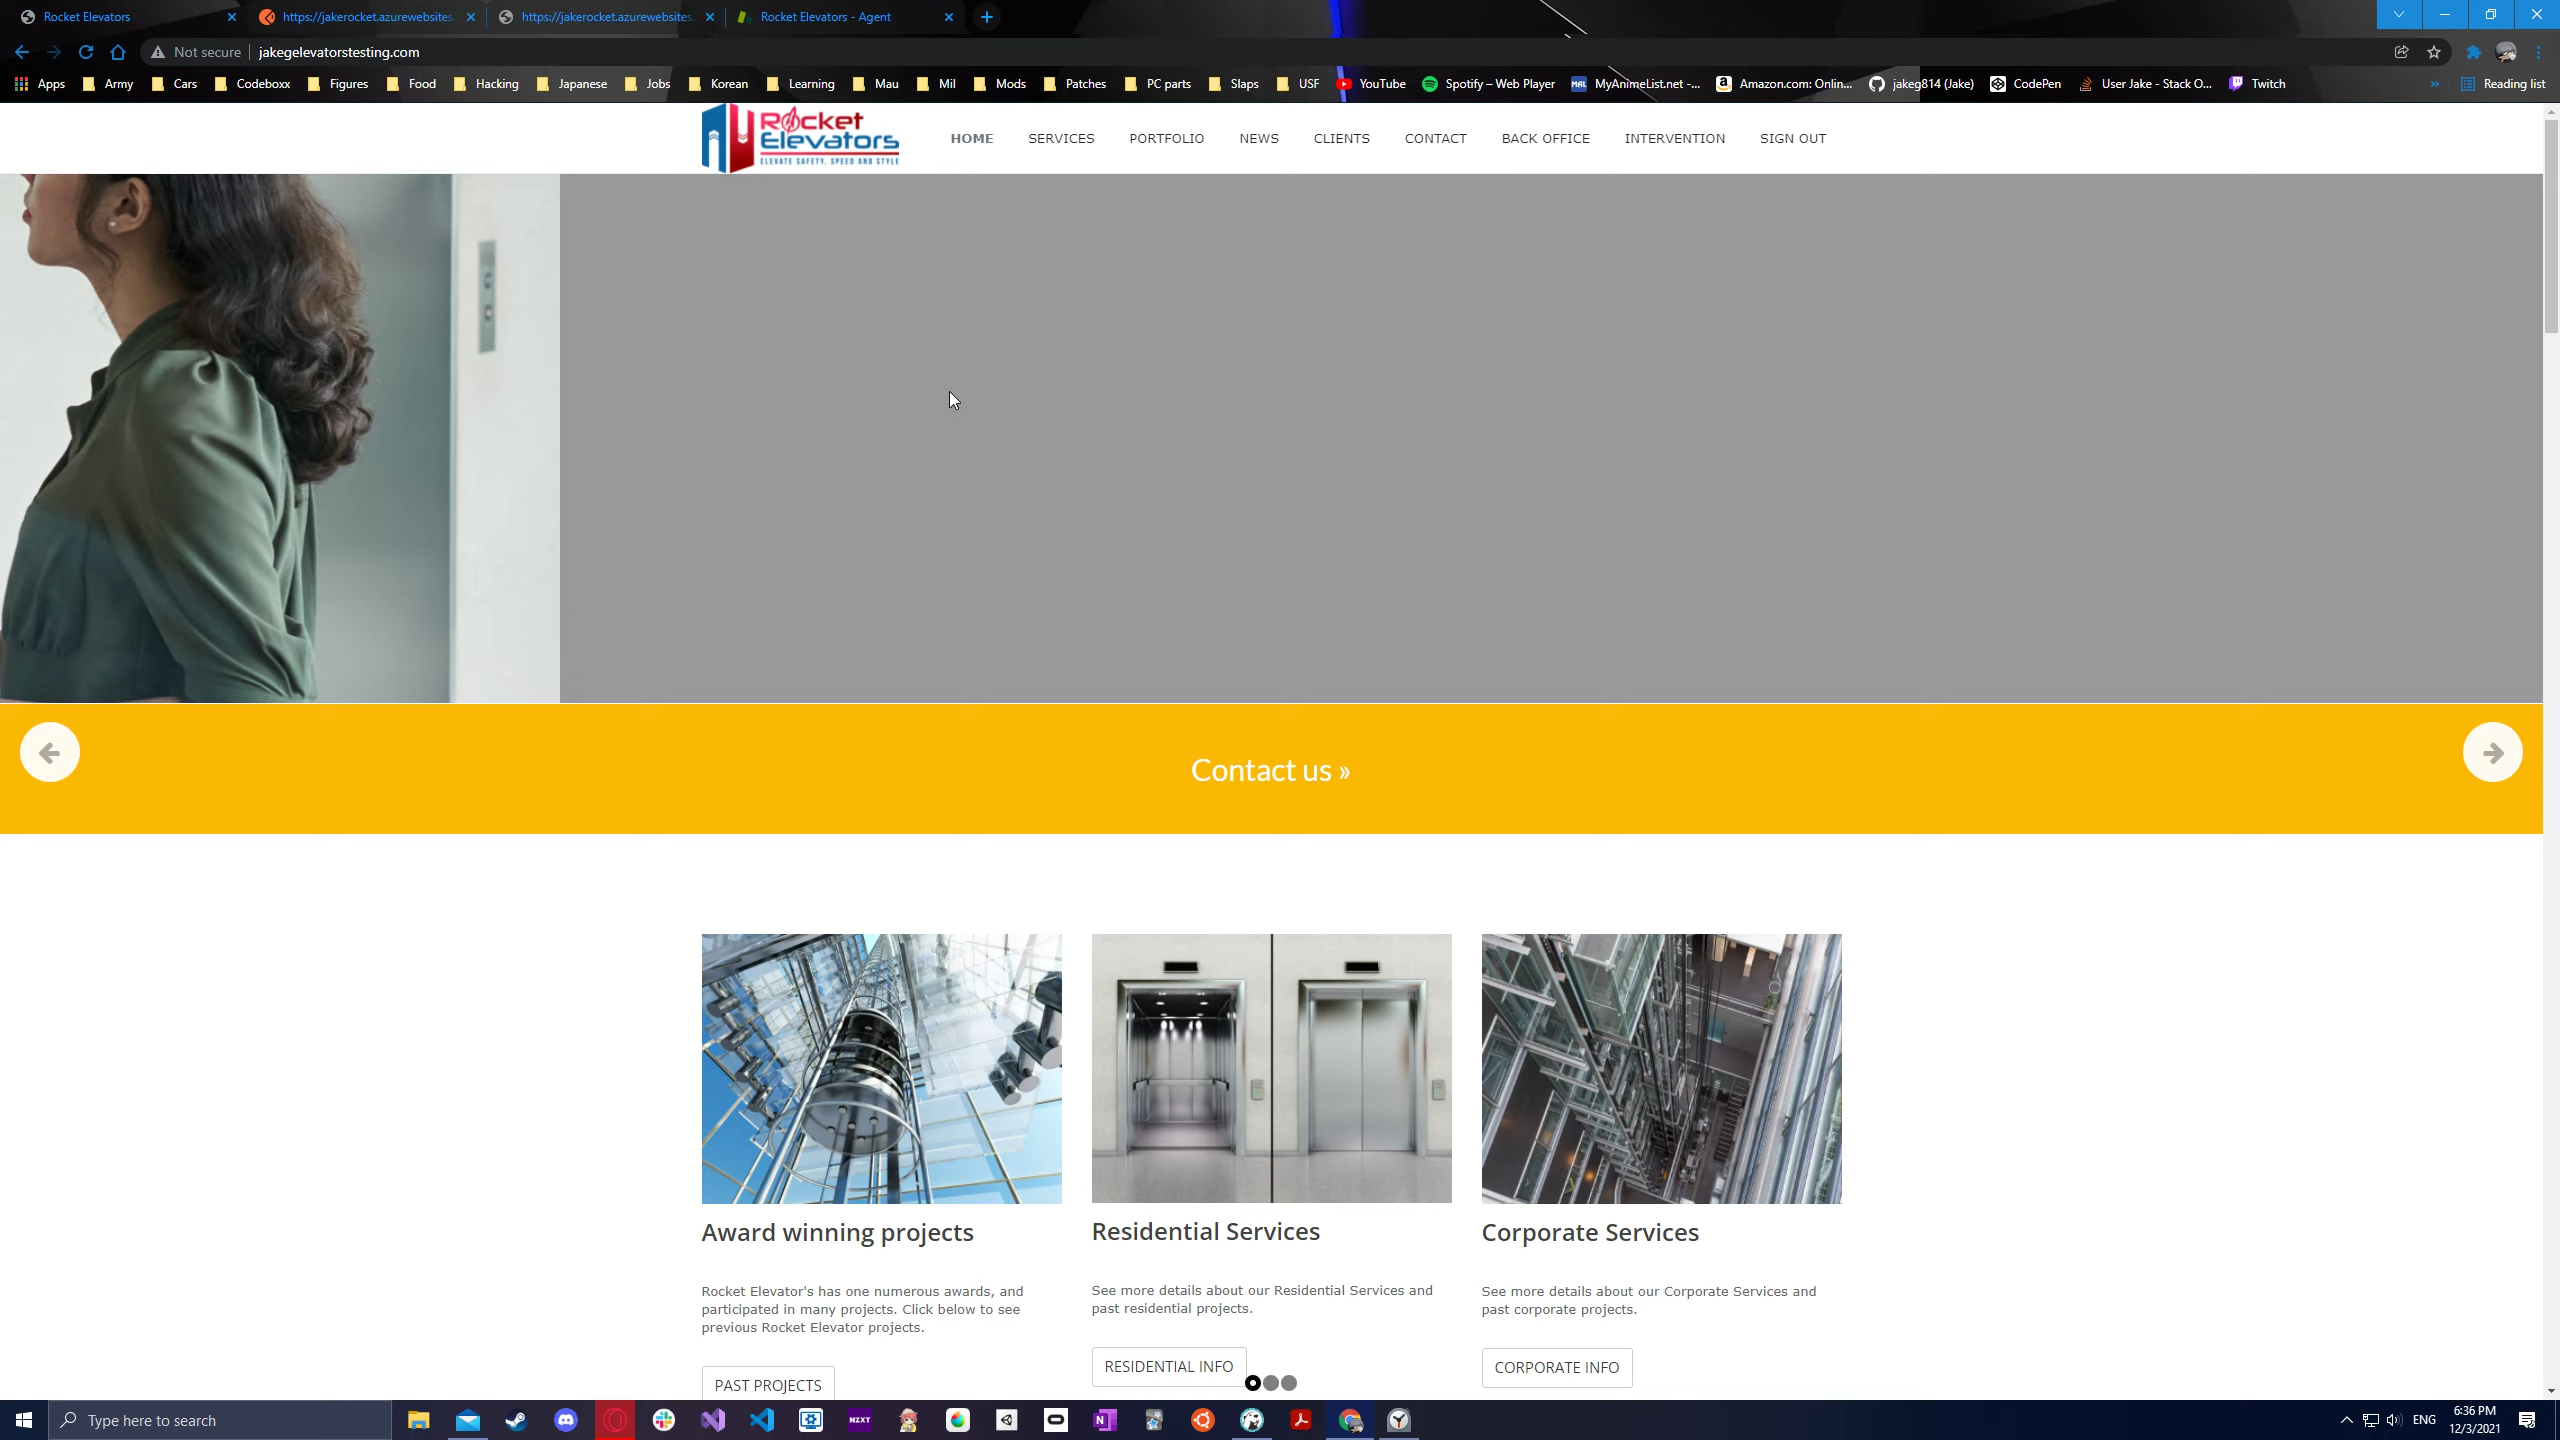 Rocket Elevators
https://jakerocket.azurewebsites.
https://jakerocket.azurewebsites.
Rocket Elevators - Agent
Not secure
jakegelevatorstesting.com
Apps
Army
Cars
Codeboxx
Figures
Food
Hacking
Japanese
Jobs
Korean
Learning
Mau
Mil
Mods
Patches
PC parts
Slaps
USF
YouTube
Spotify – Web Player
MAL
MyAnimeList.net -...
Amazon.com: Onlin...
jakeg814 (Jake)
CodePen
User Jake - Stack O...
Twitch
»
Reading list
Rocket
Elevators
ELEVATE SAFETY, SPEED AND STYLE
HOME
SERVICES
PORTFOLIO
NEWS
CLIENTS
CONTACT
BACK OFFICE
INTERVENTION
SIGN OUT
Contact us »
Award winning projects
Rocket Elevator's has one numerous awards, and
participated in many projects. Click below to see
previous Rocket Elevator projects.
PAST PROJECTS
Residential Services
See more details about our Residential Services and
past residential projects.
RESIDENTIAL INFO
Corporate Services
See more details about our Corporate Services and
past corporate projects.
CORPORATE INFO
Type here to search
NZXT
ENG
6:36 PM
12/3/2021